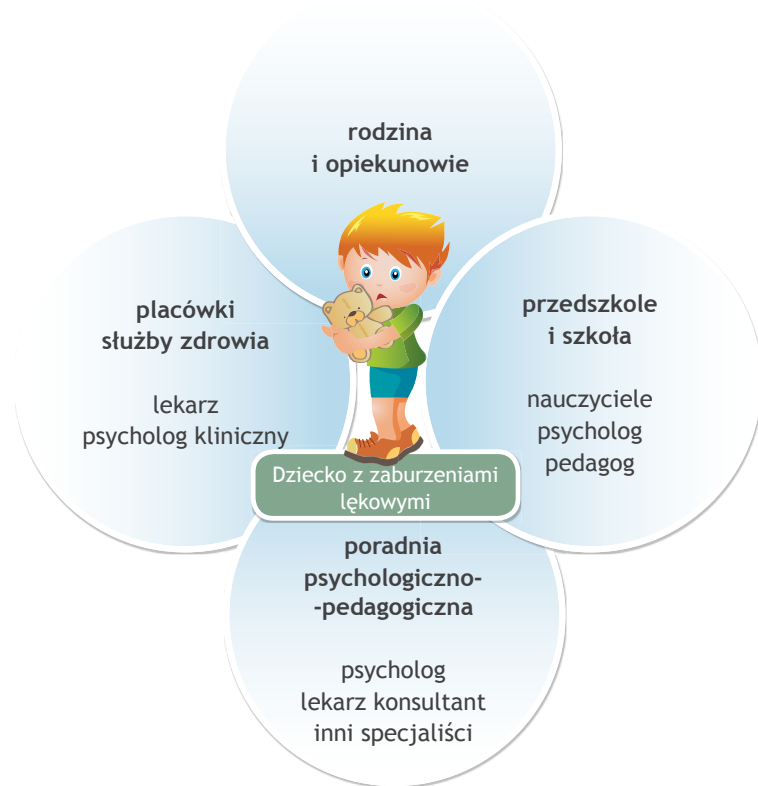 rodzina
i opiekunowie
placówki
służby zdrowia
lekarz
psycholog kliniczny
przedszkole
i szkoła
nauczyciele
psycholog
pedagog
Dziecko z zaburzeniami
lękowymi
poradnia
psychologiczno-
-pedagogiczna
psycholog
lekarz konsultant
inni specjaliści